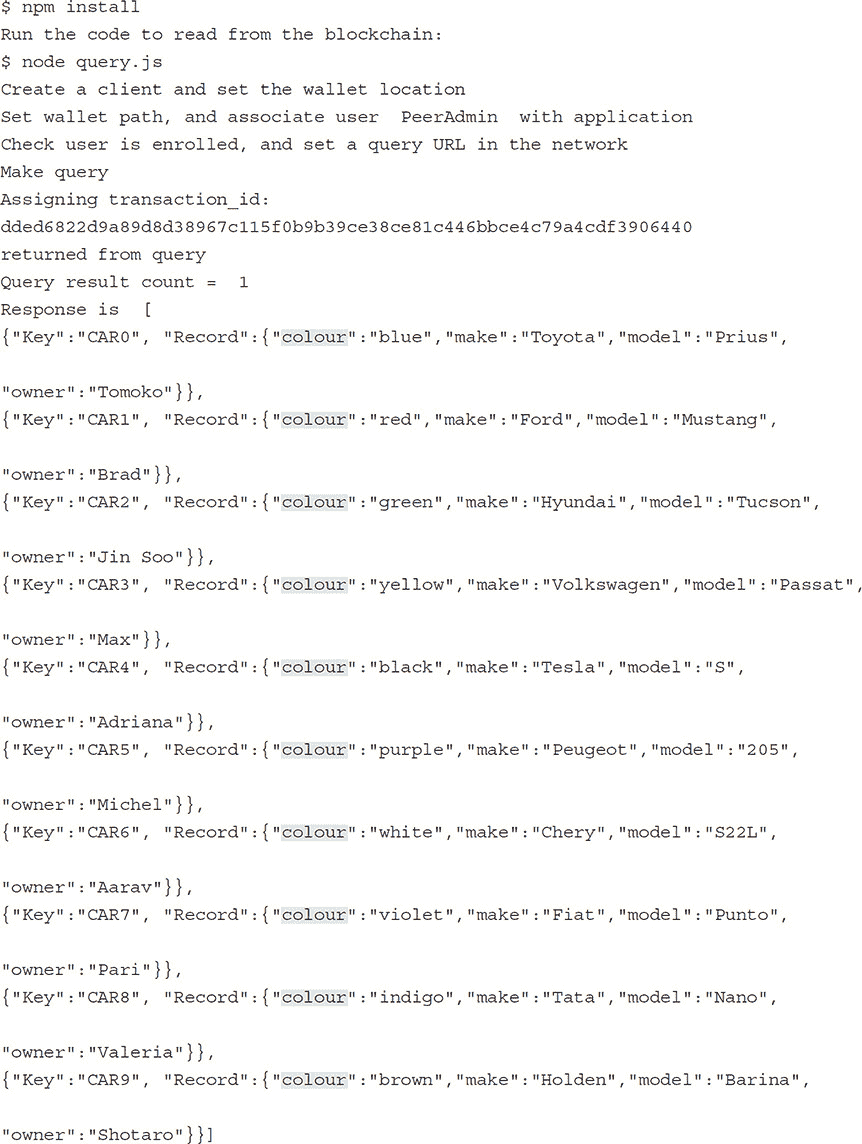 $ npm install
Run the code to read from the blockchain:
$ node query.js
Create a client and set the wallet location
Set wallet path, and associate user  PeerAdmin  with application
Check user is enrolled, and set a query URL in the network
Make query
Assigning transaction_id:
dded6822d9a89d8d38967c115f0b9b39ce38ce81c446bbce4c79a4cdf3906440
returned from query
Query result count =  1
Response is  [
{"Key":"CAR0", "Record":{"colour":"blue","make":"Toyota","model":"Prius",
"owner":"Tomoko"}},
{"Key":"CAR1", "Record":{"colour":"red","make":"Ford","model":"Mustang",
"owner":"Brad"}},
{"Key":"CAR2", "Record":{"colour":"green","make":"Hyundai","model":"Tucson",
"owner":"Jin Soo"}},
{"Key":"CAR3", "Record":{"colour":"yellow","make":"Volkswagen","model":"Passat",
"owner":"Max"}},
{"Key":"CAR4", "Record":{"colour":"black","make":"Tesla","model":"S",
"owner":"Adriana"}},
{"Key":"CAR5", "Record":{"colour":"purple","make":"Peugeot","model":"205",
"owner":"Michel"}},
{"Key":"CAR6", "Record":{"colour":"white","make":"Chery","model":"S22L",
"owner":"Aarav"}},
{"Key":"CAR7", "Record":{"colour":"violet","make":"Fiat","model":"Punto",
"owner":"Pari"}},
{"Key":"CAR8", "Record":{"colour":"indigo","make":"Tata","model":"Nano",
"owner":"Valeria"}},
{"Key":"CAR9", "Record":{"colour":"brown","make":"Holden","model":"Barina",
"owner":"Shotaro"}}]